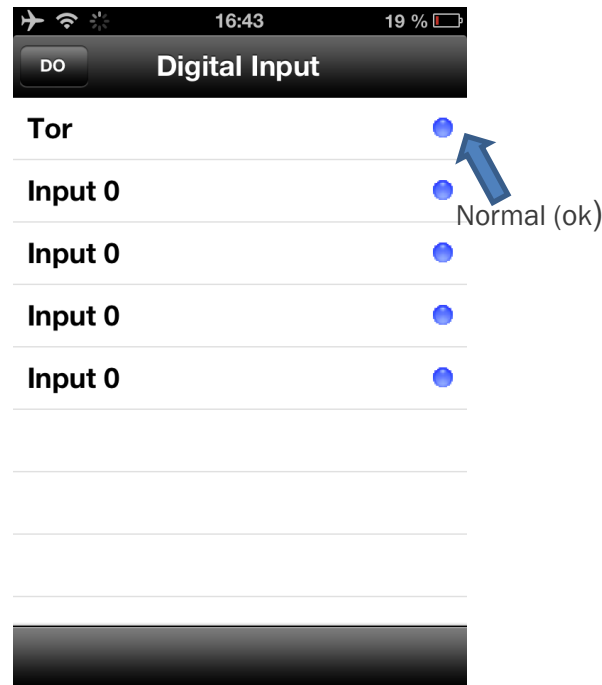 16:43 19 %
DO Digital Input
Tor
Input 0
Normal (ok)
Input 0
Input 0
Input 0